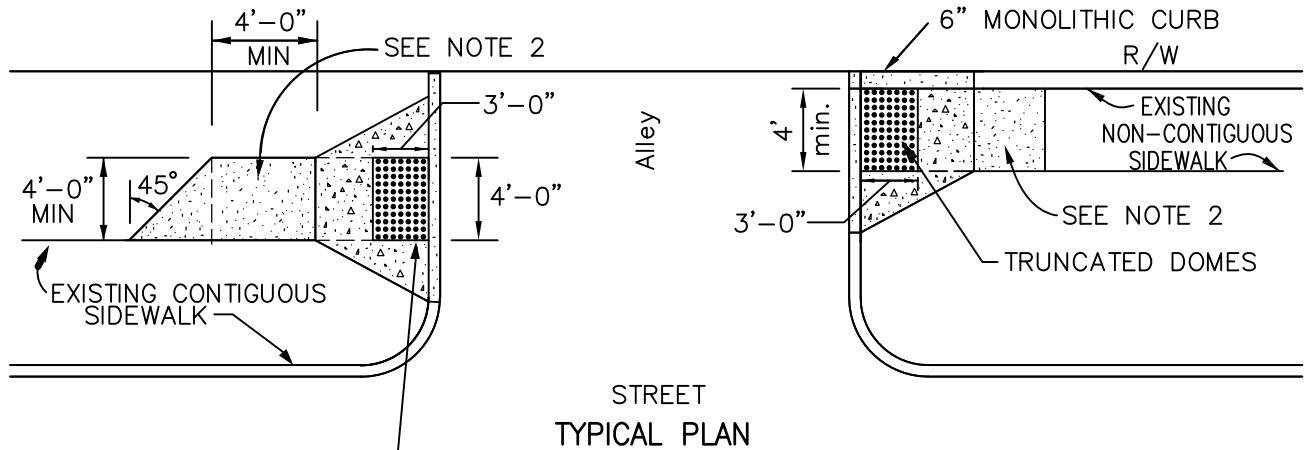 4'-0"
MIN
SEE NOTE 2
3'-0"
4'-0"
MIN
45°
4'-0"
EXISTING CONTIGUOUS
SIDEWALK
Alley
6" MONOLITHIC CURB
R/W
4'
min.
EXISTING
NON-CONTIGUOUS
SIDEWALK
3'-0"
SEE NOTE 2
TRUNCATED DOMES
STREET
TYPICAL PLAN